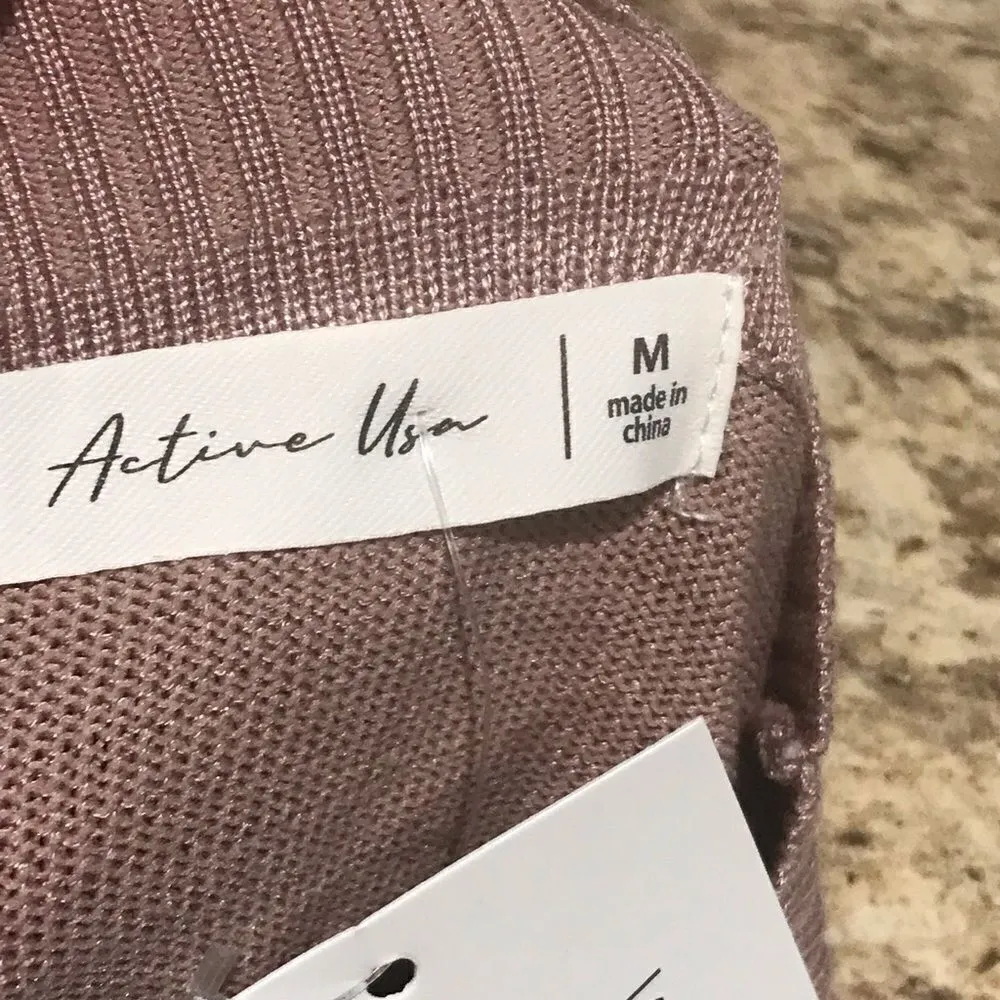 Active Usa
M
made in
china